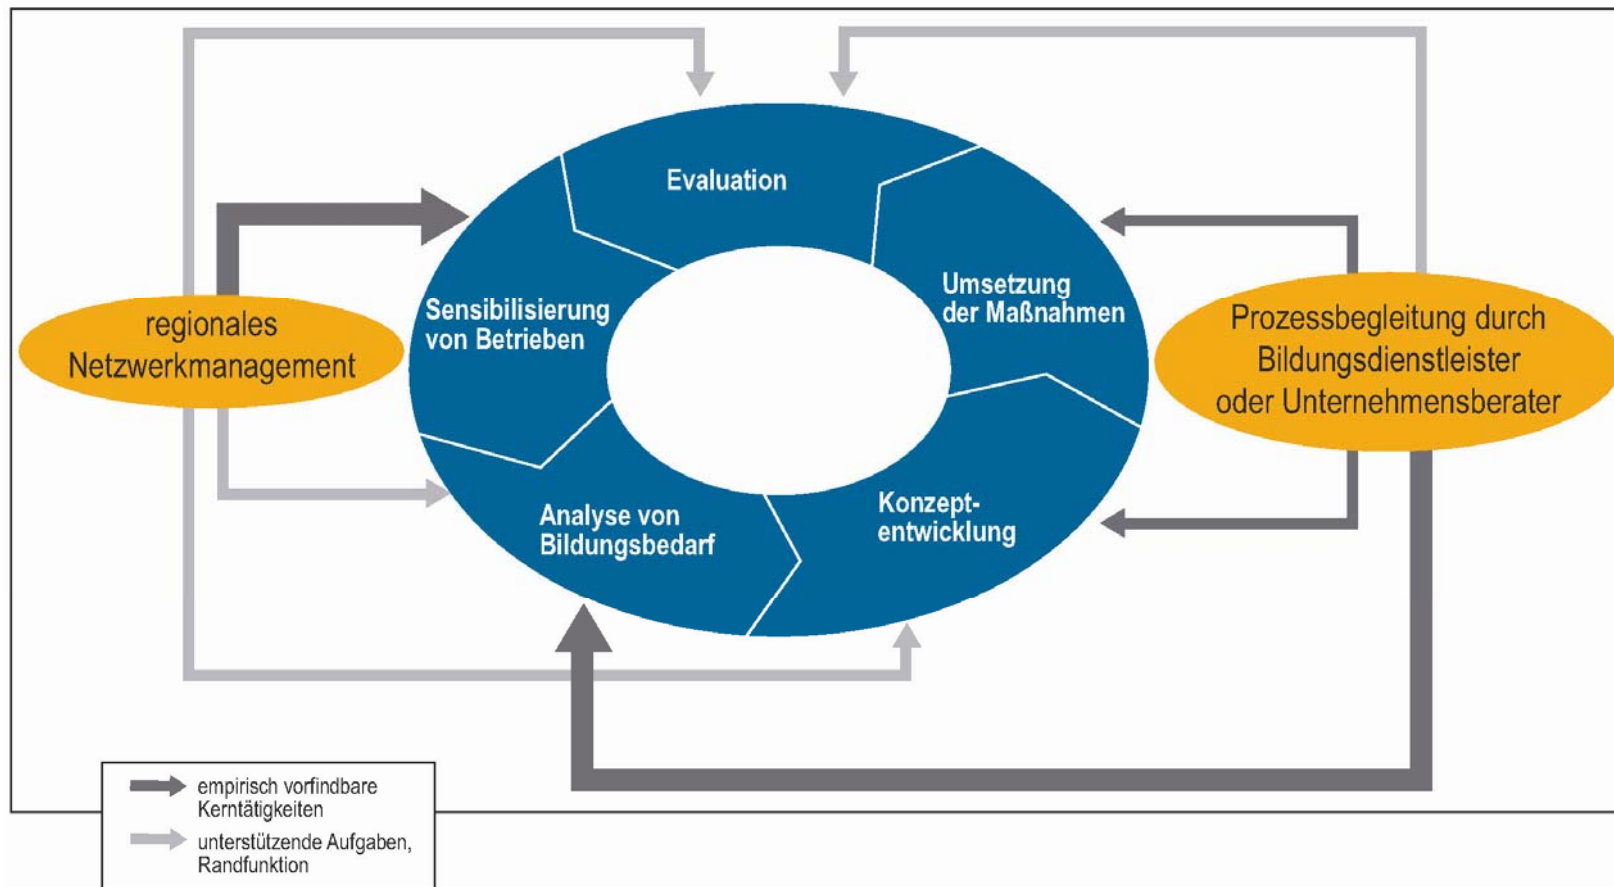 Evaluation
Umsetzung
der Maßnahmen
Sensibilisierung
von Betrieben
regionales
Netzwerkmanagement
Prozessbegleitung durch
Bildungsdienstleister
oder Unternehmensberater
Konzept-
entwicklung
Analyse von
Bildungsbedarf
empirisch vorfindbare
Kerntätigkeiten
unterstützende Aufgaben,
Randfunktion